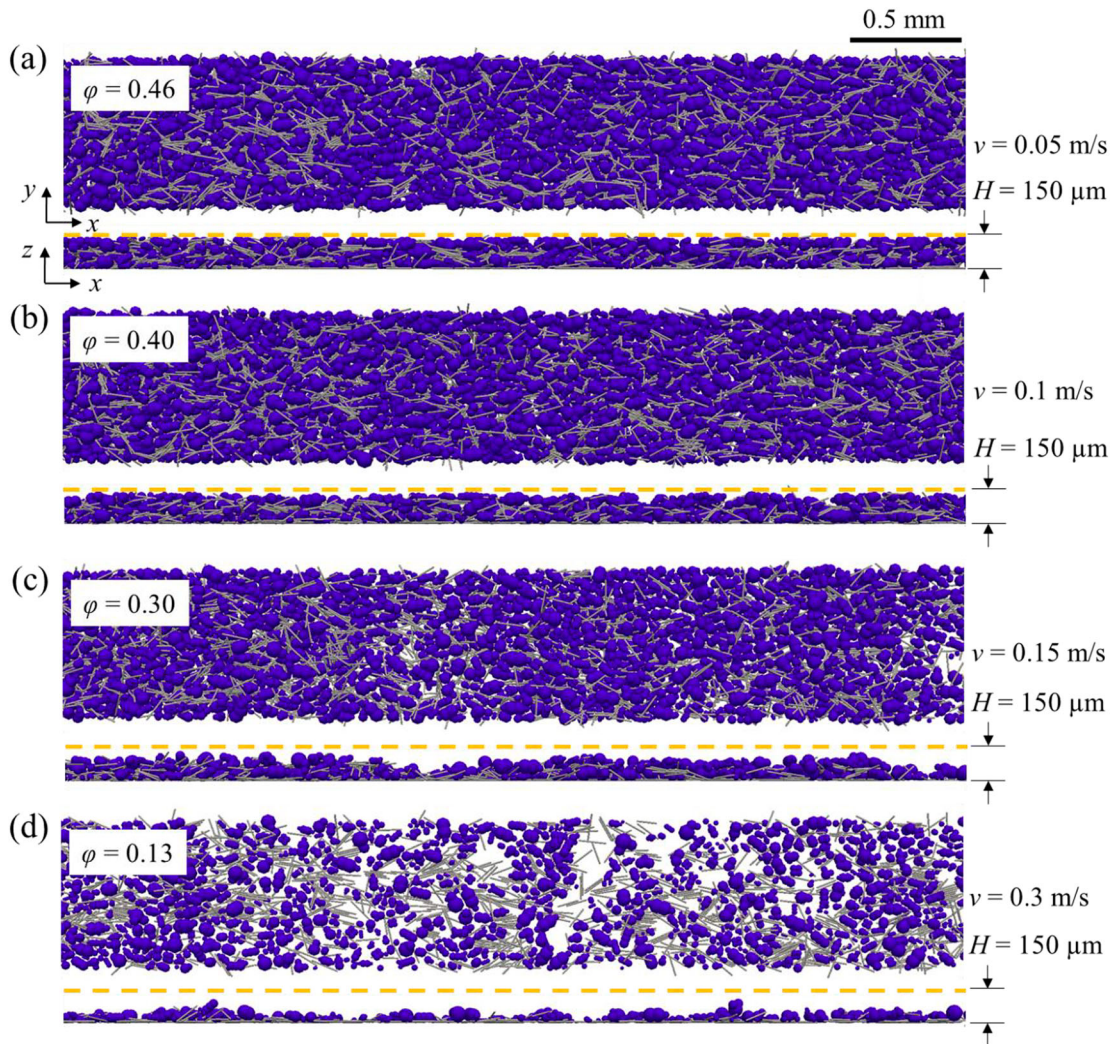 0.5 mm
(a)
φ = 0.46
v = 0.05 m/s
H = 150 μm
y
x
z
x
(b)
φ = 0.40
v = 0.1 m/s
H = 150 μm
(c)
φ = 0.30
v = 0.15 m/s
H = 150 μm
(d)
φ = 0.13
v = 0.3 m/s
H = 150 μm